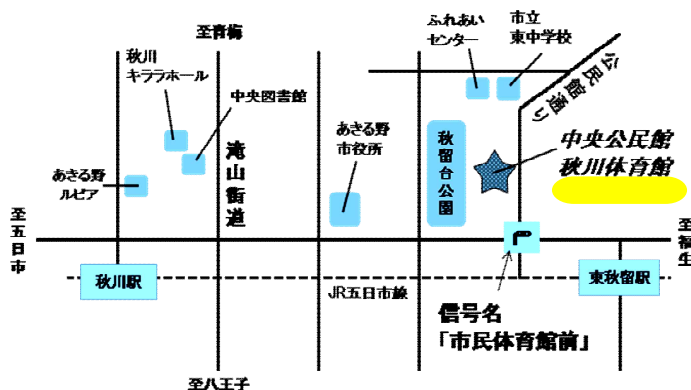 至青梅
ふれあい
センター
市立
東中学校
秋川
キララホール
中央図書館
公民館通り
あきる野
市役所
滝山街道
秋留台公園
中央公民館
秋川体育館
あきる野
ルピア
至五日市
至福生
秋川駅
JR五日市線
東秋留駅
信号名
「市民体育館前」
至八王子